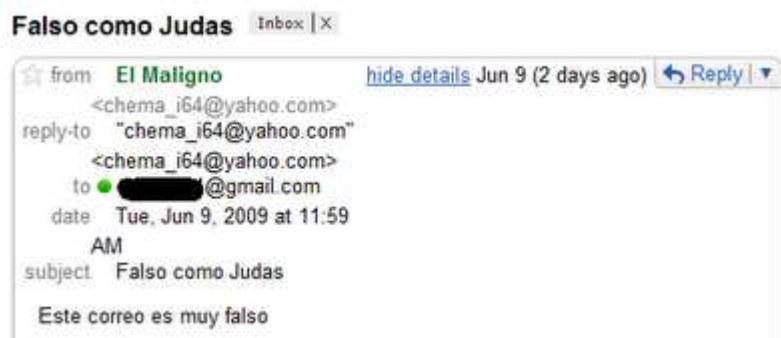 Falso como Judas Inbox | X
from El Maligno hide details Jun 9 (2 days ago) Reply
<chema_i64@yahoo.com>
reply-to "chema_i64@yahoo.com"
<chema_i64@yahoo.com>
to @gmail.com
date Tue, Jun 9, 2009 at 11:59
AM
subject Falso como Judas
Este correo es muy falso